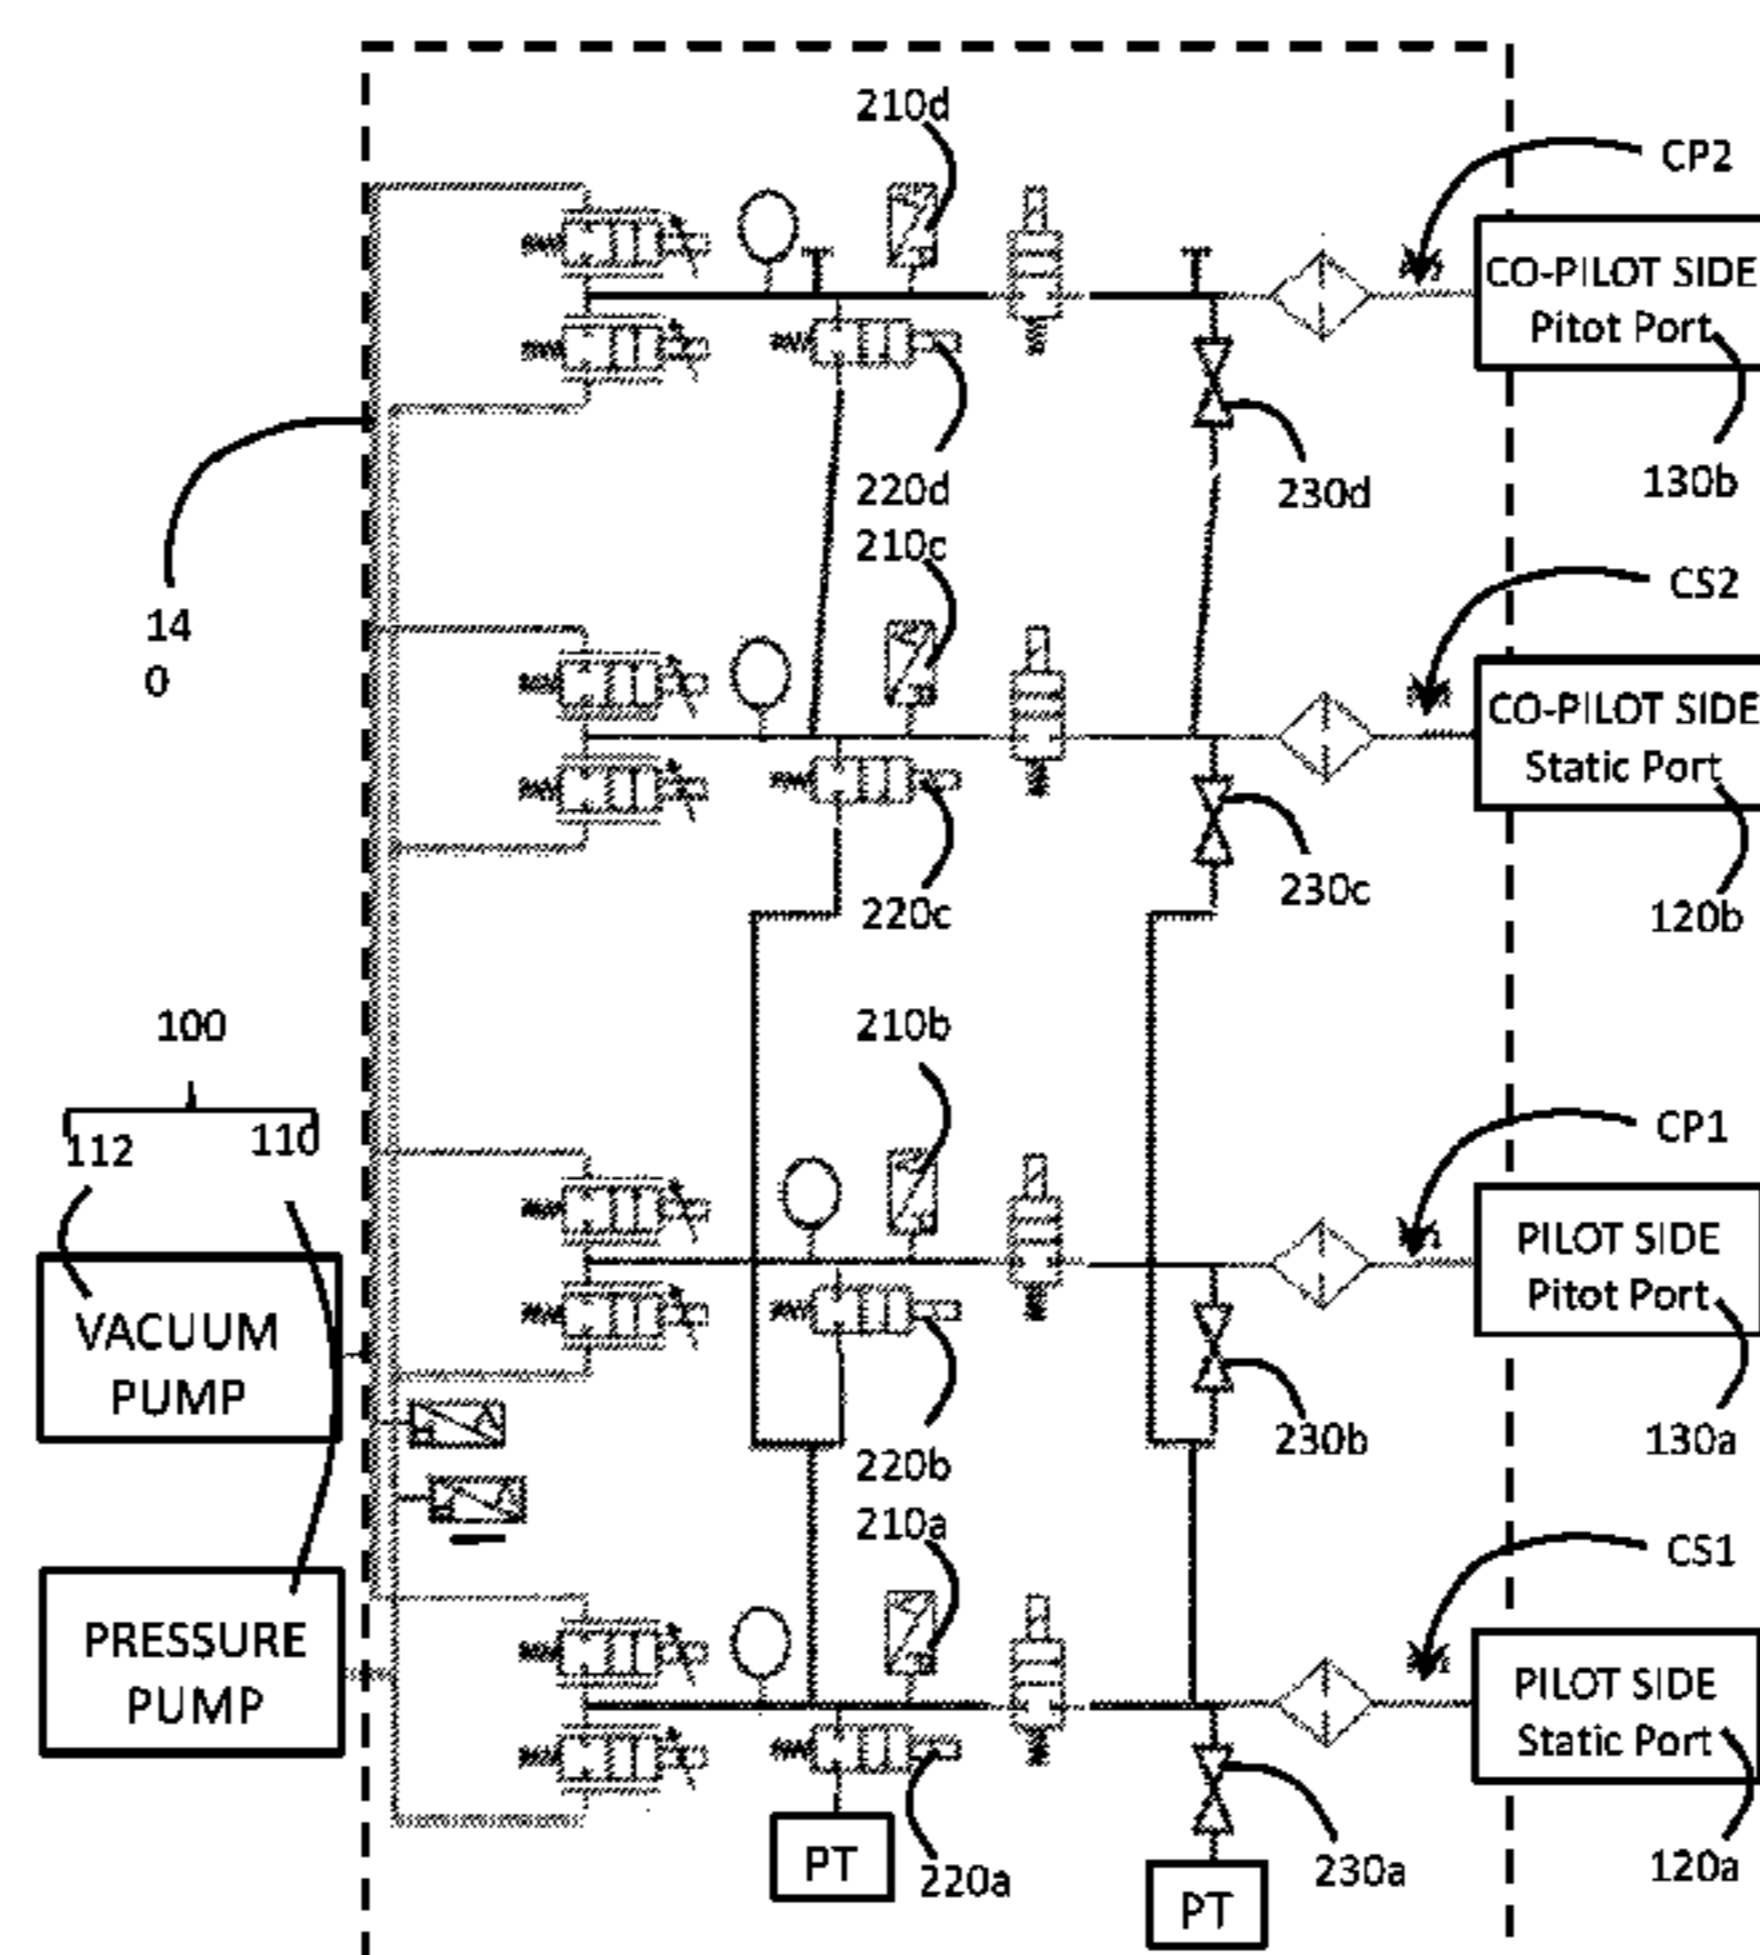 210d
CP2
CO-PILOT SIDE
Pitot Port
220d
230d
130b
210c
CS2
14
0
CO-PILOT SIDE
Static Port
230c
220c
120b
100
210b
112
110
CP1
VACUUM
PUMP
PILOT SIDE
Pitot Port
220b
230b
130a
210a
CS1
PRESSURE
PUMP
PILOT SIDE
Static Port
PT
220a
230a
120a
PT